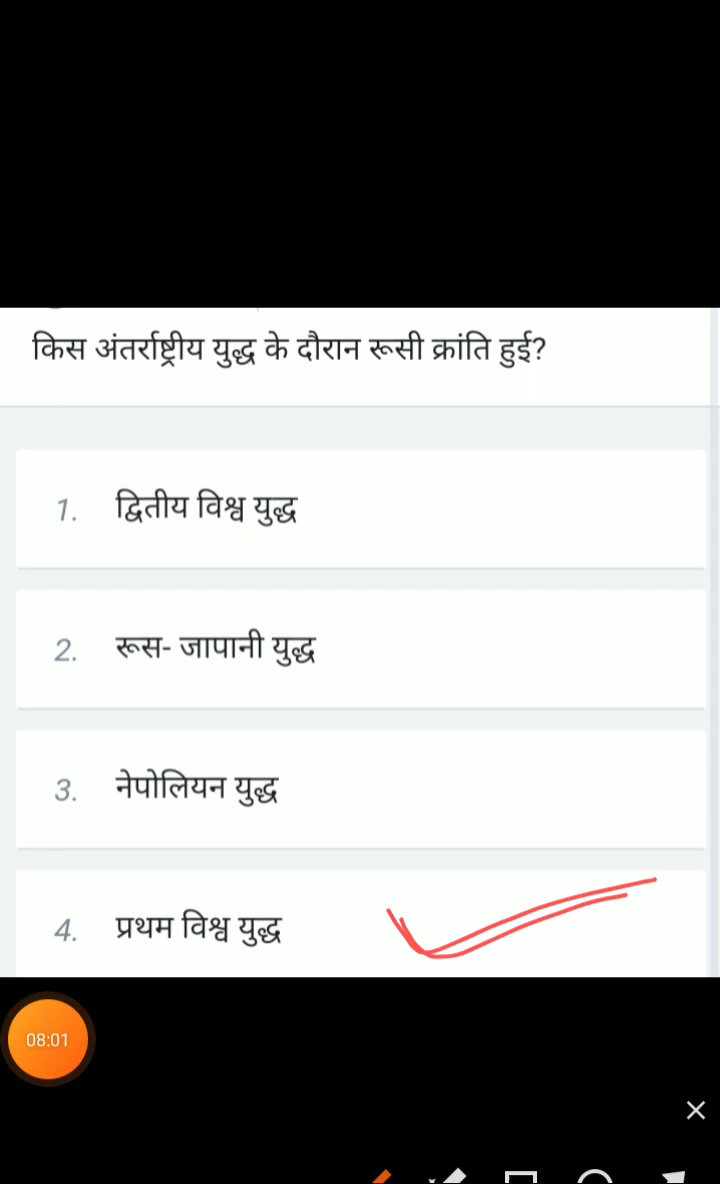 किस अंतर्राष्ट्रीय युद्ध के दौरान रूसी क्रांति हुई?
1. द्वितीय विश्व युद्ध
2. रूस- जापानी युद्ध
3. नेपोलियन युद्ध
4. प्रथम विश्व युद्ध
08:01